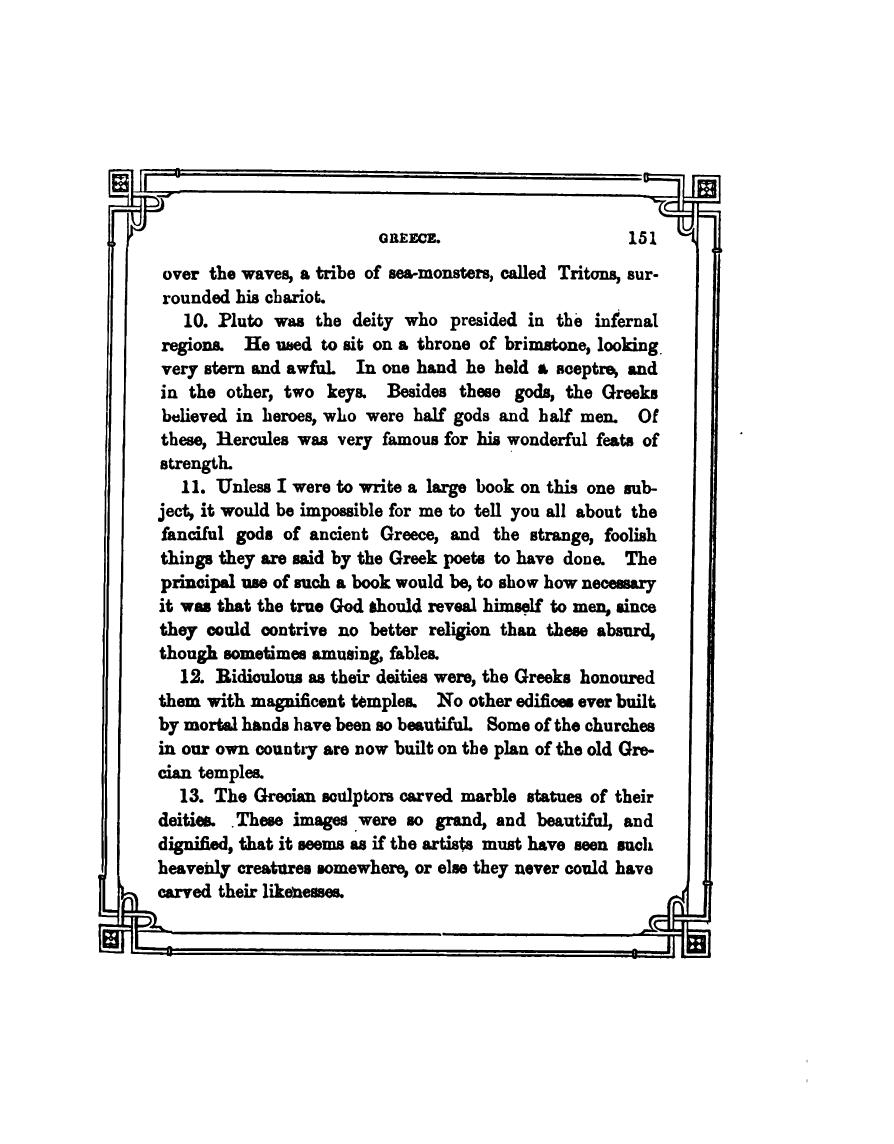 GREECE. 151
over the waves, a tribe of sea-monsters, called Tritons, sur-
rounded his chariot.
10. Pluto was the deity who presided in the infernal
regions. He used to sit on a throne of brimstone, looking
very stern and awful. In one hand he held a sceptre, and
in the other, two keys. Besides these gods, the Greeks
believed in heroes, who were half gods and half men. Of
these, Hercules was very famous for his wonderful feats of
strength.
11. Unless I were to write a large book on this one sub-
ject, it would be impossible for me to tell you all about the
fanciful gods of ancient Greece, and the strange, foolish
things they are said by the Greek poets to have done. The
principal use of such a book would be, to show how necessary
it was that the true God should reveal himself to men, since
they could contrive no better religion than these absurd,
though sometimes amusing, fables.
12. Ridiculous as their deities were, the Greeks honoured
them with magnificent temples. No other edifices ever built
by mortal hands have been so beautiful. Some of the churches
in our own country are now built on the plan of the old Gre-
cian temples.
13. The Grecian sculptors carved marble statues of their
deities. These images were so grand, and beautiful, and
dignified, that it seems as if the artists must have seen such
heavenly creatures somewhere, or else they never could have
carved their likenesses.